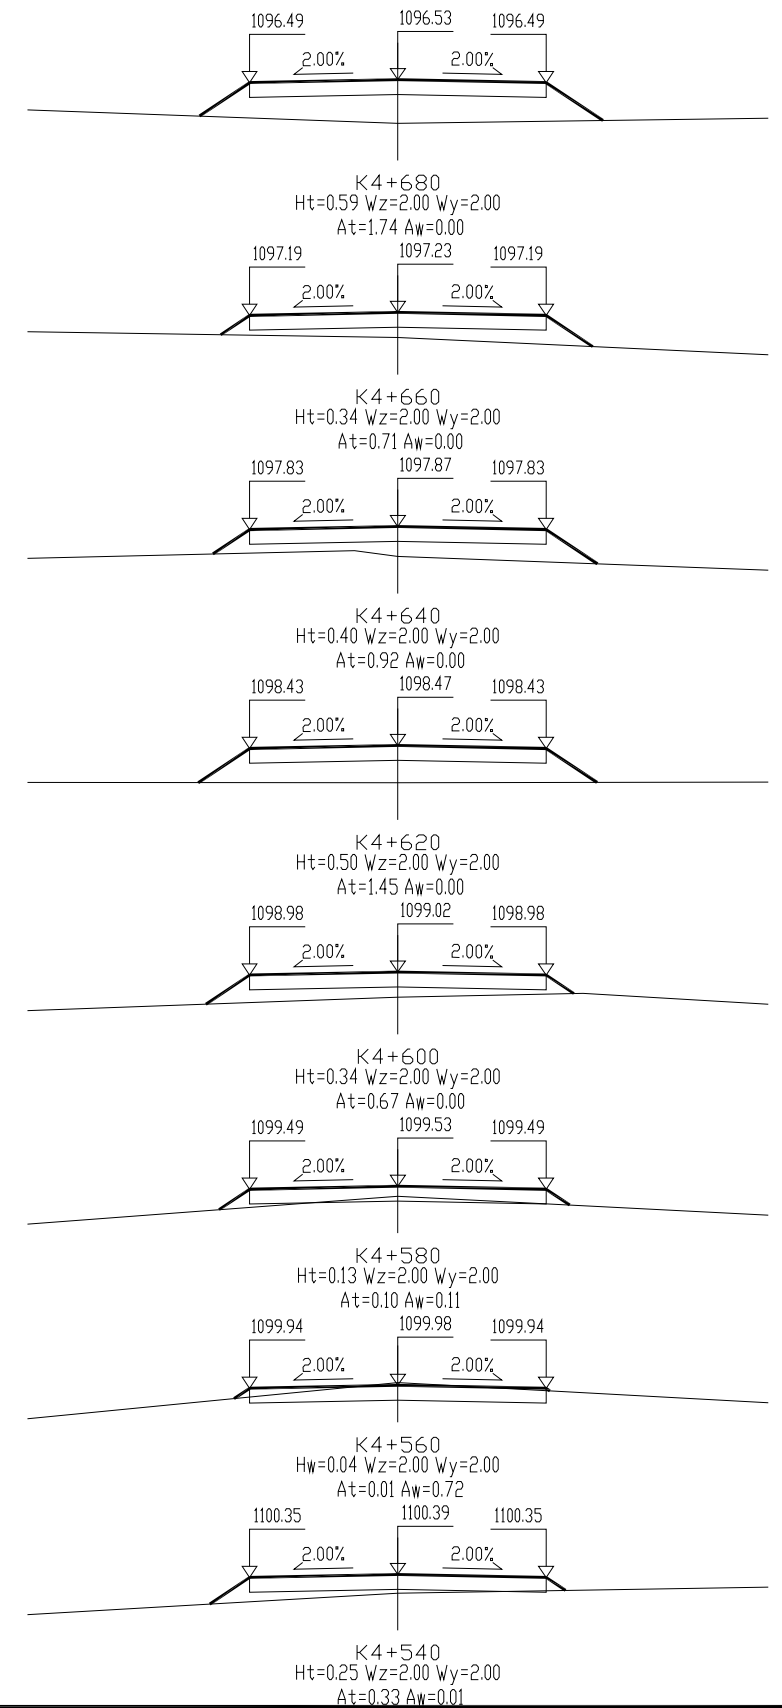 1096.49 1096.53 1096.49
2.00% 2.00%
K4+680
Ht=0.59 Wz=2.00 Wy=2.00
At=1.74 Aw=0.00
1097.19 1097.23 1097.19
2.00% 2.00%
K4+660
Ht=0.34 Wz=2.00 Wy=2.00
At=0.71 Aw=0.00
1097.83 1097.87 1097.83
2.00% 2.00%
K4+640
Ht=0.40 Wz=2.00 Wy=2.00
At=0.92 Aw=0.00
1098.43 1098.47 1098.43
2.00% 2.00%
K4+620
Ht=0.50 Wz=2.00 Wy=2.00
At=1.45 Aw=0.00
1098.98 1099.02 1098.98
2.00% 2.00%
K4+600
Ht=0.34 Wz=2.00 Wy=2.00
At=0.67 Aw=0.00
1099.49 1099.53 1099.49
2.00% 2.00%
K4+580
Ht=0.13 Wz=2.00 Wy=2.00
At=0.10 Aw=0.11
1099.94 1099.98 1099.94
2.00% 2.00%
K4+560
Hw=0.04 Wz=2.00 Wy=2.00
At=0.01 Aw=0.72
1100.35 1100.39 1100.35
2.00% 2.00%
K4+540
Ht=0.25 Wz=2.00 Wy=2.00
At=0.33 Aw=0.01